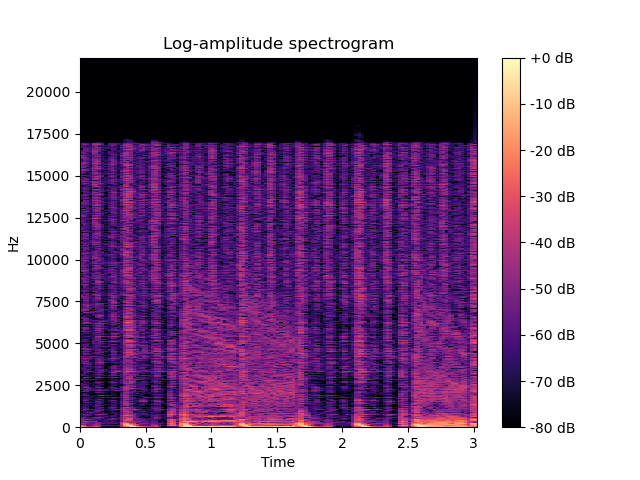 Log-amplitude spectrogram
Hz
20000
17500
15000
12500
10000
7500
5000
2500
0
0 0.5 1 1.5 2 2.5 3
Time
+0 dB
-10 dB
-20 dB
-30 dB
-40 dB
-50 dB
-60 dB
-70 dB
-80 dB